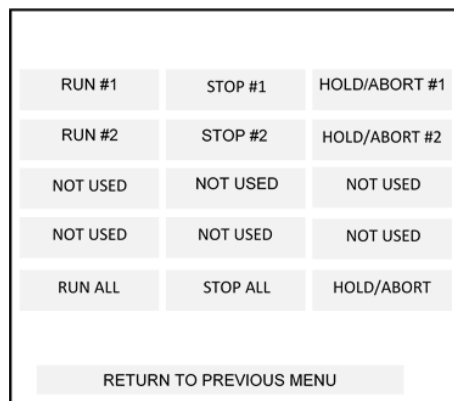 RUN #1 STOP #1 HOLD/ABORT #1
RUN #2 STOP #2 HOLD/ABORT #2
NOT USED NOT USED NOT USED
NOT USED NOT USED NOT USED
RUN ALL STOP ALL HOLD/ABORT
RETURN TO PREVIOUS MENU